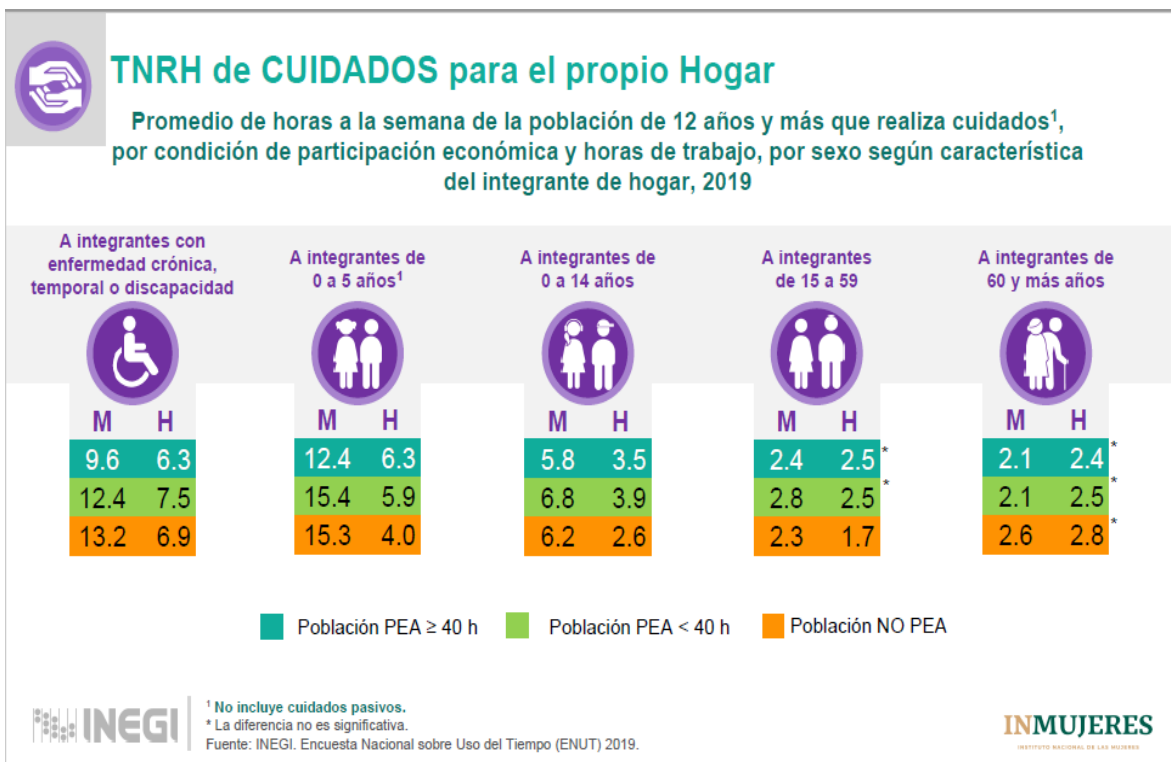 TNRH de CUIDADOS para el propio Hogar
Promedio de horas a la semana de la población de 12 años y más que realiza cuidados¹,
por condición de participación económica y horas de trabajo, por sexo según característica
del integrante de hogar, 2019
A integrantes con
enfermedad crónica,
temporal o discapacidad
M H
9.6 6.3
12.4 7.5
13.2 6.9
A integrantes de
0 a 5 años¹
M H
12.4 6.3
15.4 5.9
15.3 4.0
A integrantes de
0 a 14 años
M H
5.8 3.5
6.8 3.9
6.2 2.6
A integrantes
de 15 a 59
M H
2.4 2.5 *
2.8 2.5 *
2.3 1.7
A integrantes de
60 y más años
M H
2.1 2.4 *
2.1 2.5 *
2.6 2.8 *
Población PEA ≥ 40 h
Población PEA < 40 h
Población NO PEA
INEGI
¹ No incluye cuidados pasivos.
* La diferencia no es significativa.
Fuente: INEGI. Encuesta Nacional sobre Uso del Tiempo (ENUT) 2019.
INMUJERES
INSTITUTO NACIONAL DE LAS MUJERES